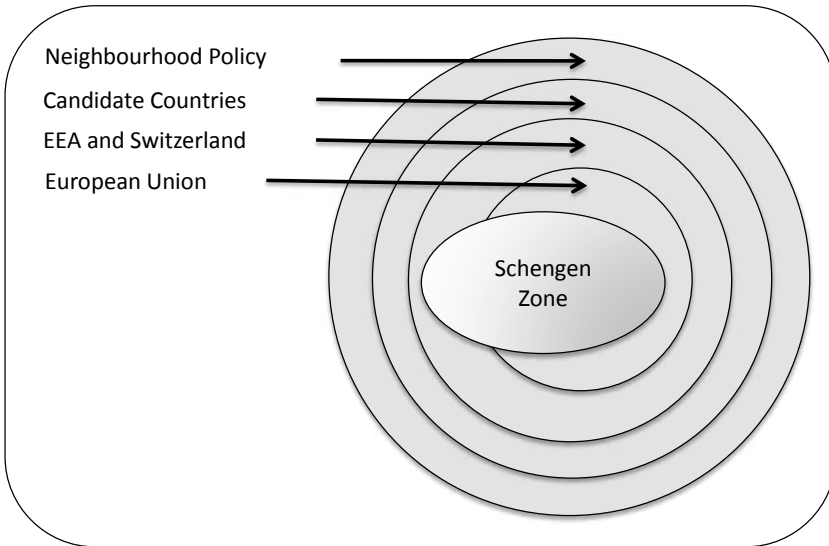 Neighbourhood Policy
Candidate Countries
EEA and Switzerland
European Union
Schengen
Zone